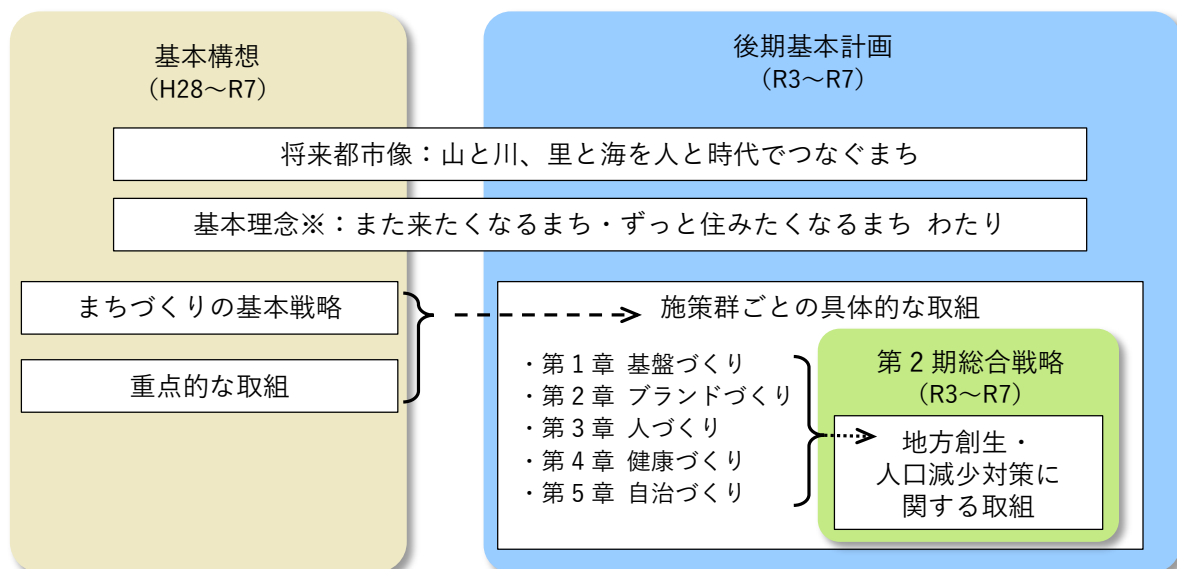 基本構想
（H28～R7）
後期基本計画
（R3～R7）
将来都市像：山と川、里と海を人と時代でつなぐまち
基本理念※：また来たくなるまち・ずっと住みたくなるまち わたり
まちづくりの基本戦略
重点的な取組
施策群ごとの具体的な取組
・第１章 基盤づくり
・第２章 ブランドづくり
・第３章 人づくり
・第４章 健康づくり
・第５章 自治づくり
第２期総合戦略
（R3～R7）
地方創生・
人口減少対策に
関する取組